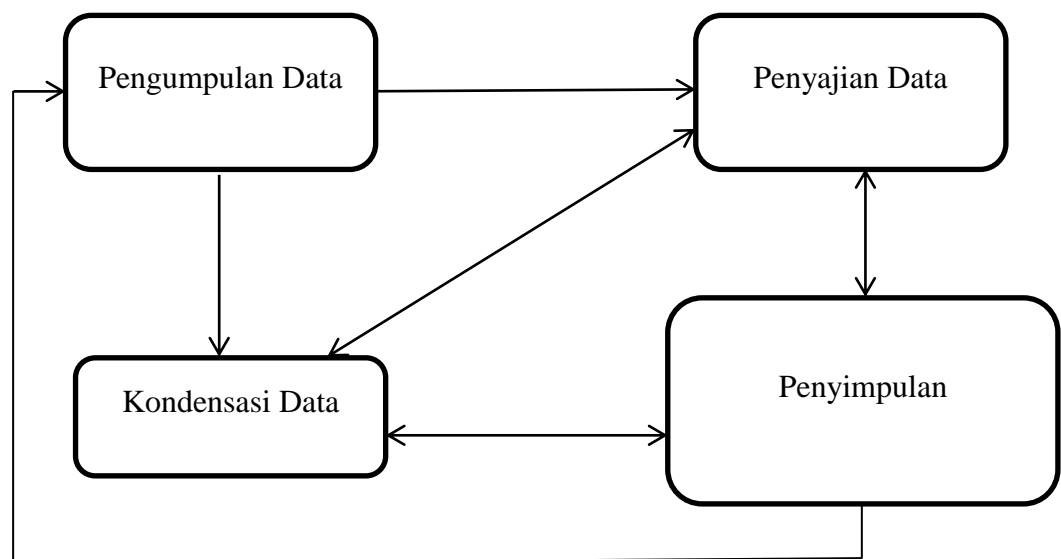 Pengumpulan Data
Penyajian Data
Kondensasi Data
Penyimpulan